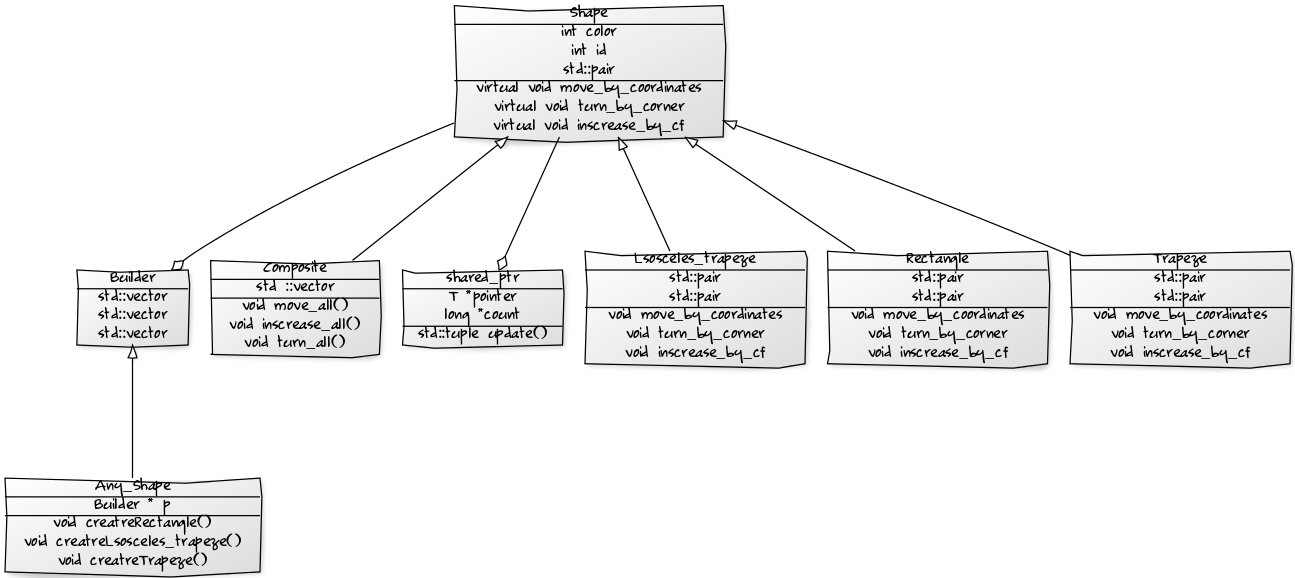 Shape
int color
int id
std::pair
virtual void move_by_coordinates
virtual void turn_by_corner
virtual void inscrease_by_cf
Builder
std::vector
std::vector
std::vector
Composite
std ::vector
void move_all()
void inscrease_all()
void turn_all()
shared_ptr
T *pointer
long *count
std::tuple update()
Lsosceles_trapeze
std::pair
std::pair
void move_by_coordinates
void turn_by_corner
void inscrease_by_cf
Rectangle
std::pair
std::pair
void move_by_coordinates
void turn_by_corner
void inscrease_by_cf
Trapeze
std::pair
std::pair
void move_by_coordinates
void turn_by_corner
void inscrease_by_cf
Any_Shape
Builder * p
void creatreRectangle()
void creatreLsosceles_trapeze()
void creatreTrapeze()